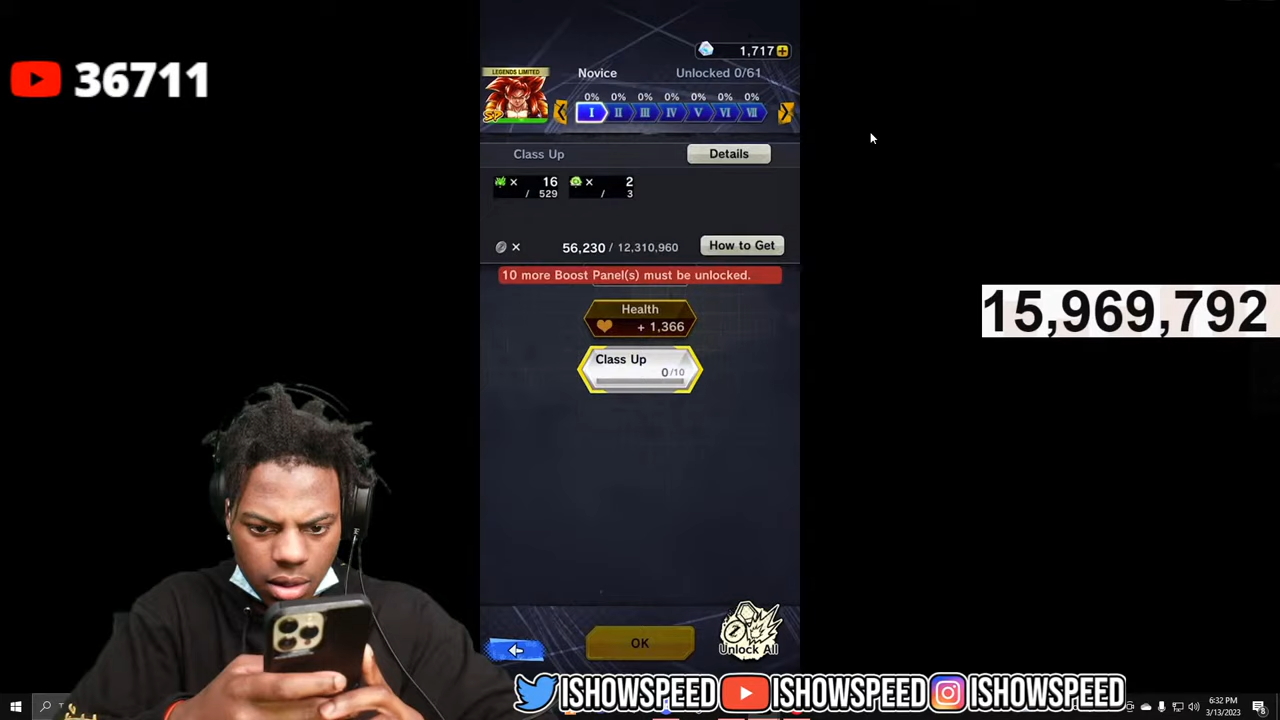 36711
1,717
LEGENDS LIMITED
SP
Novice
Unlocked 0/61
0% 0% 0% 0% 0% 0% 0%
I II III IV V VI VII
Class Up
Details
× 16 / 529
× 2 / 3
× 56,230 / 12,310,960
How to Get
10 more Boost Panel(s) must be unlocked.
Health
+ 1,366
Class Up
0/10
15,969,792
OK
Z
Unlock All
ISHOWSPEED ISHOWSPEED ISHOWSPEED
6:32 PM
3/13/2023